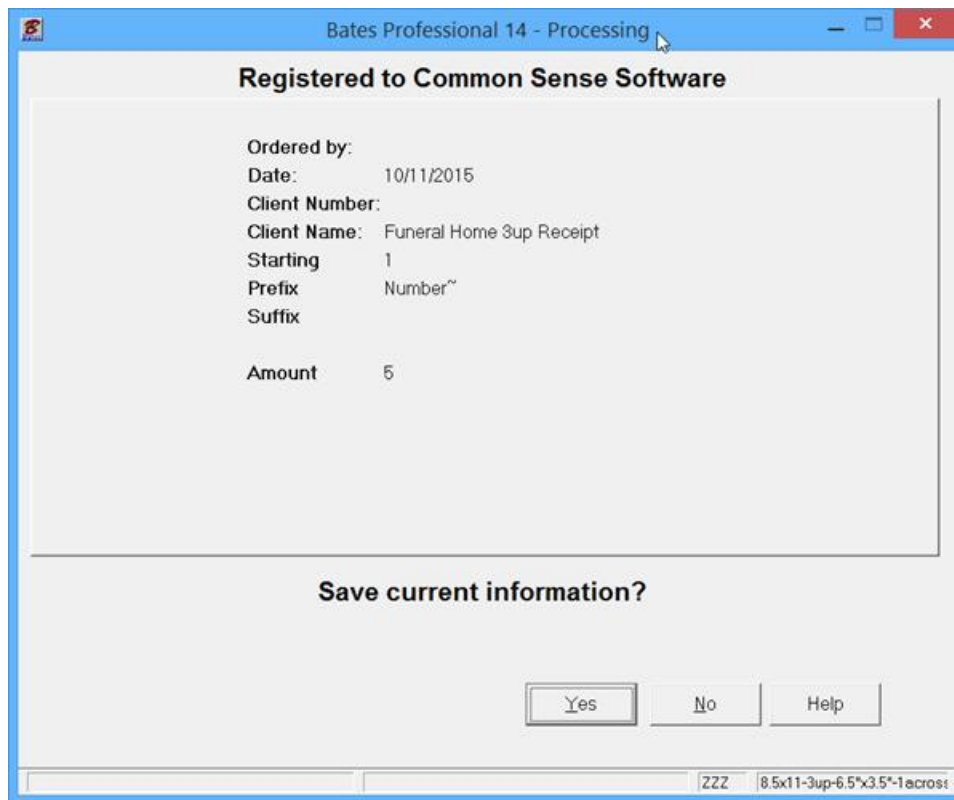 Bates Professional 14 - Processing
Registered to Common Sense Software
Ordered by:
Date: 10/11/2015
Client Number:
Client Name: Funeral Home 3up Receipt
Starting 1
Prefix Number~
Suffix
Amount 5
Save current information?
Yes No Help
ZZZ 8.5x11-3up-6.5"x3.5"-1across